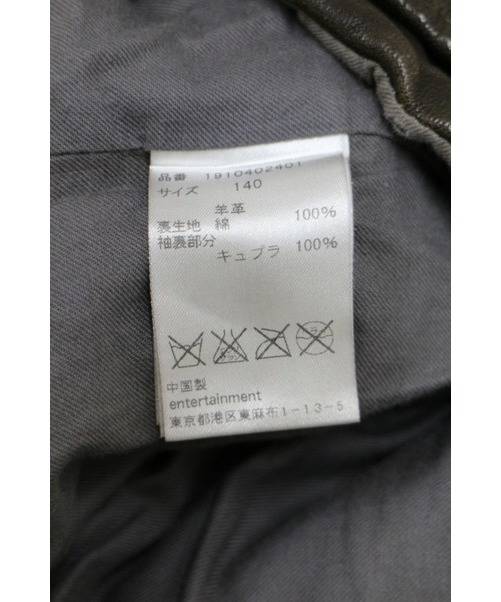 品番 1910402401
サイズ 140
羊革
裏生地 綿 100%
袖裏部分
キュプラ 100%
中国製
entertainment
東京都港区東麻布1-13-5